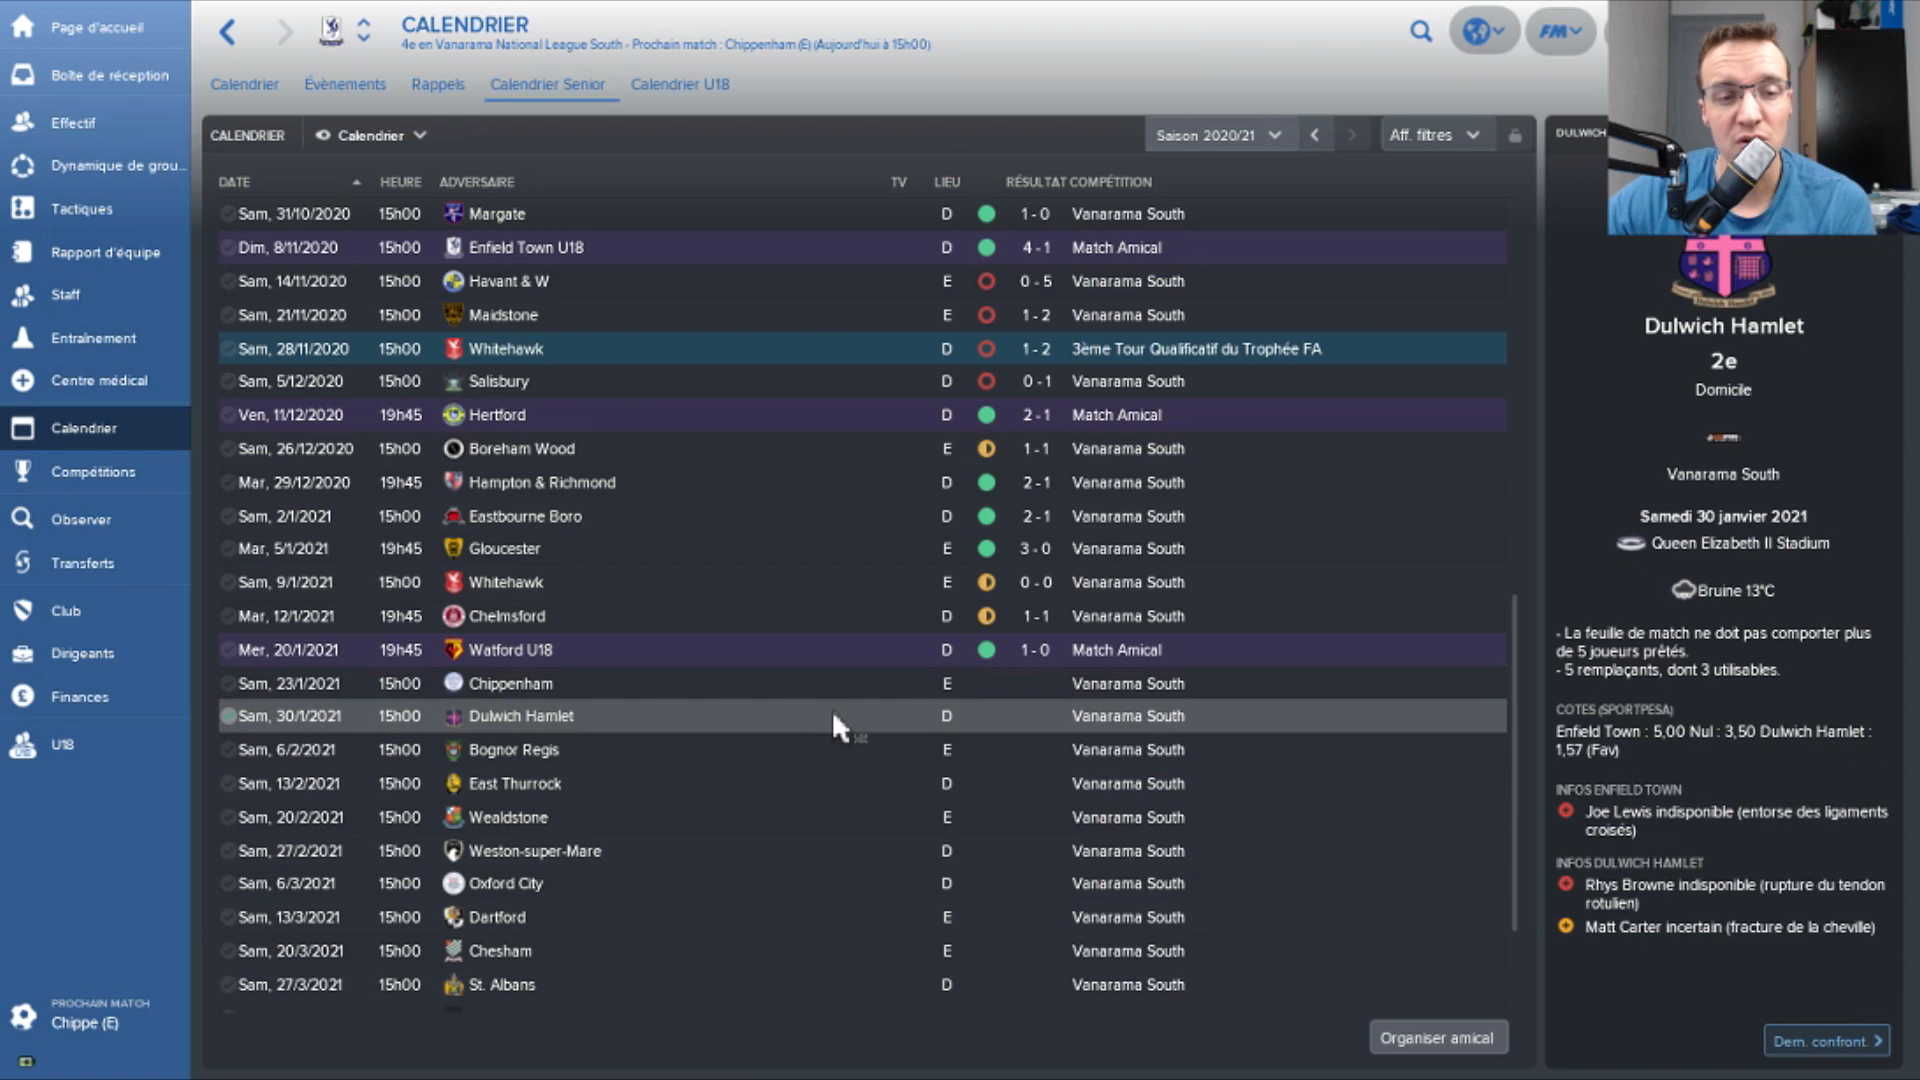 Page d'accueil
Boîte de réception
Effectif
Dynamique de grou...
Tactiques
Rapport d'équipe
Staff
Entraînement
Centre médical
Calendrier
Compétitions
Observer
Transferts
Club
Dirigeants
Finances
U18
PROCHAIN MATCH
Chippe (E)
CALENDRIER
4e en Vanarama National League South - Prochain match : Chippenham (E) (Aujourd'hui à 15h00)
FM
Calendrier Évènements Rappels Calendrier Senior Calendrier U18
CALENDRIER Calendrier Saison 2020/21 Aff. filtres
DATE HEURE ADVERSAIRE TV LIEU RÉSULTAT COMPÉTITION
Sam, 31/10/2020 15h00 Margate D 1 - 0 Vanarama South
Dim, 8/11/2020 15h00 Enfield Town U18 D 4 - 1 Match Amical
Sam, 14/11/2020 15h00 Havant & W E 0 - 5 Vanarama South
Sam, 21/11/2020 15h00 Maidstone E 1 - 2 Vanarama South
Sam, 28/11/2020 15h00 Whitehawk D 1 - 2 3ème Tour Qualificatif du Trophée FA
Sam, 5/12/2020 15h00 Salisbury D 0 - 1 Vanarama South
Ven, 11/12/2020 19h45 Hertford D 2 - 1 Match Amical
Sam, 26/12/2020 15h00 Boreham Wood E 1 - 1 Vanarama South
Mar, 29/12/2020 19h45 Hampton & Richmond D 2 - 1 Vanarama South
Sam, 2/1/2021 15h00 Eastbourne Boro D 2 - 1 Vanarama South
Mar, 5/1/2021 19h45 Gloucester E 3 - 0 Vanarama South
Sam, 9/1/2021 15h00 Whitehawk E 0 - 0 Vanarama South
Mar, 12/1/2021 19h45 Chelmsford D 1 - 1 Vanarama South
Mer, 20/1/2021 19h45 Watford U18 D 1 - 0 Match Amical
Sam, 23/1/2021 15h00 Chippenham E Vanarama South
Sam, 30/1/2021 15h00 Dulwich Hamlet D Vanarama South
Sam, 6/2/2021 15h00 Bognor Regis E Vanarama South
Sam, 13/2/2021 15h00 East Thurrock D Vanarama South
Sam, 20/2/2021 15h00 Wealdstone E Vanarama South
Sam, 27/2/2021 15h00 Weston-super-Mare D Vanarama South
Sam, 6/3/2021 15h00 Oxford City D Vanarama South
Sam, 13/3/2021 15h00 Dartford E Vanarama South
Sam, 20/3/2021 15h00 Chesham E Vanarama South
Sam, 27/3/2021 15h00 St. Albans D Vanarama South
Organiser amical
DULWICH
Dulwich Hamlet
2e
Domicile
Vanarama South
Samedi 30 janvier 2021
Queen Elizabeth II Stadium
Bruine 13°C
- La feuille de match ne doit pas comporter plus
de 5 joueurs prêtés.
- 5 remplaçants, dont 3 utilisables.
COTES (SPORTPESA)
Enfield Town : 5,00 Nul : 3,50 Dulwich Hamlet :
1,57 (Fav)
INFOS ENFIELD TOWN
Joe Lewis indisponible (entorse des ligaments
croisés)
INFOS DULWICH HAMLET
Rhys Browne indisponible (rupture du tendon
rotulien)
Matt Carter incertain (fracture de la cheville)
Dern. confront.